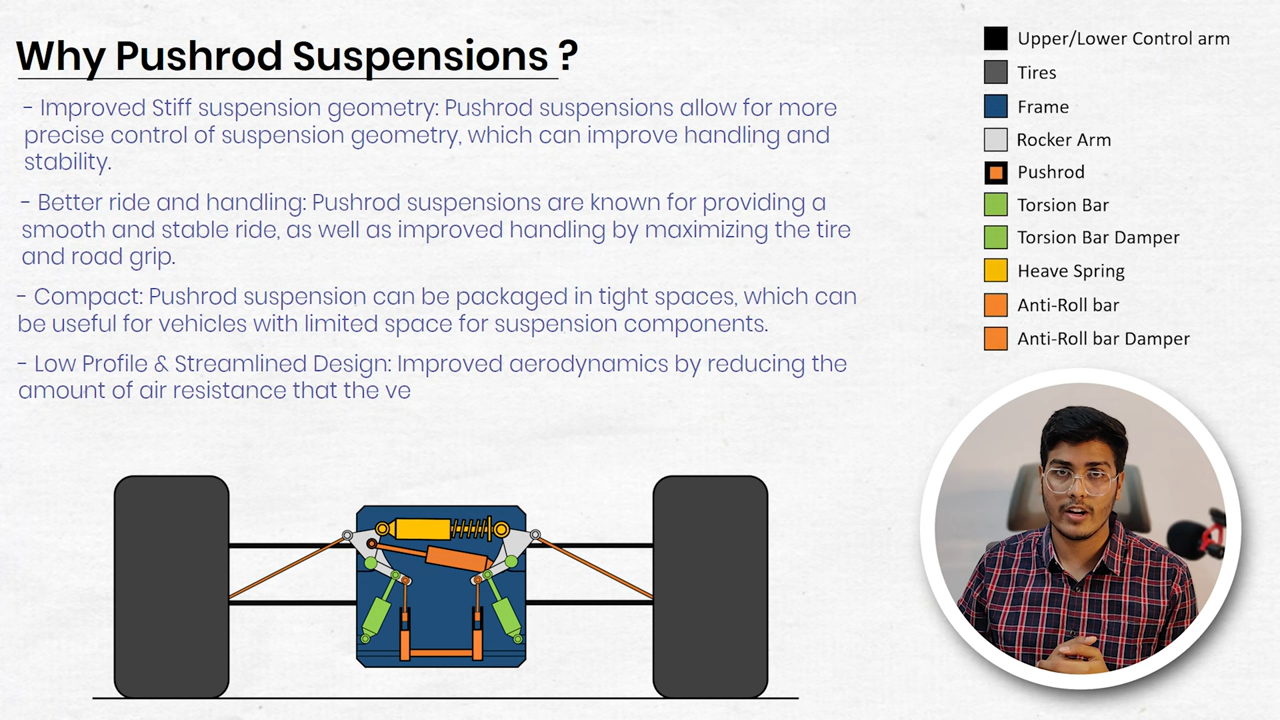 Why Pushrod Suspensions ?
- Improved Stiff suspension geometry: Pushrod suspensions allow for more
precise control of suspension geometry, which can improve handling and
stability.
- Better ride and handling: Pushrod suspensions are known for providing a
smooth and stable ride, as well as improved handling by maximizing the tire
and road grip.
- Compact: Pushrod suspension can be packaged in tight spaces, which can
be useful for vehicles with limited space for suspension components.
- Low Profile & Streamlined Design: Improved aerodynamics by reducing the
amount of air resistance that the ve
Upper/Lower Control arm
Tires
Frame
Rocker Arm
Pushrod
Torsion Bar
Torsion Bar Damper
Heave Spring
Anti-Roll bar
Anti-Roll bar Damper